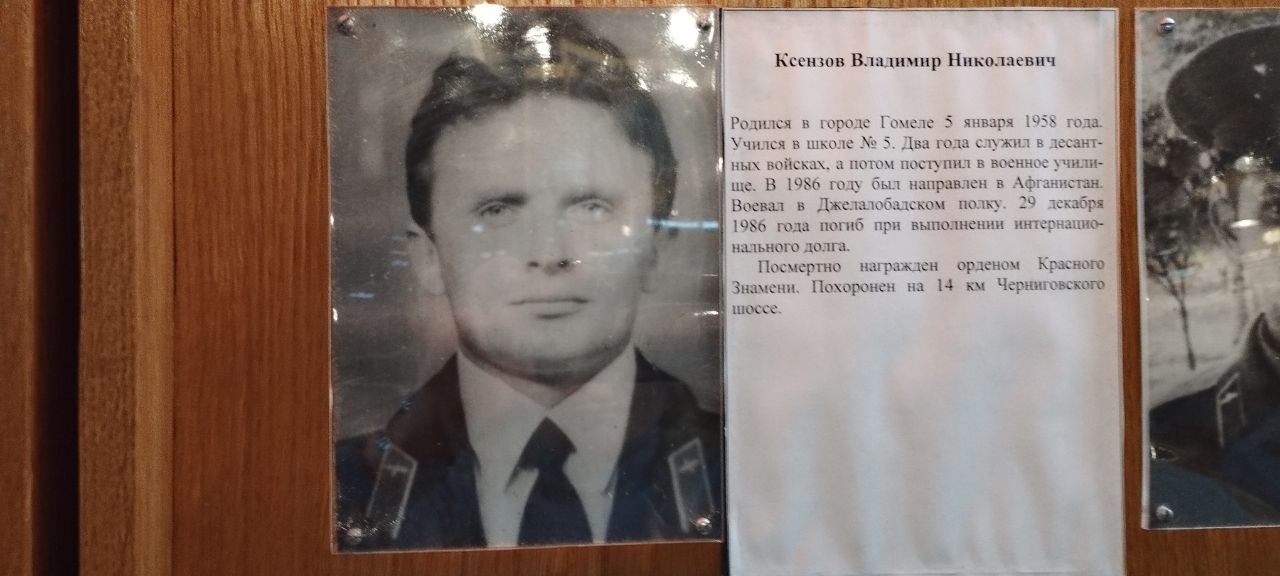 Ксензов Владимир Николаевич
Родился в городе Гомеле 5 января 1958 года.
Учился в школе № 5. Два года служил в десант-
ных войсках, а потом поступил в военное учили-
ще. В 1986 году был направлен в Афганистан.
Воевал в Джелалобадском полку. 29 декабря
1986 года погиб при выполнении интернацио-
нального долга.
Посмертно награжден орденом Красного
Знамени. Похоронен на 14 км Черниговского
шоссе.